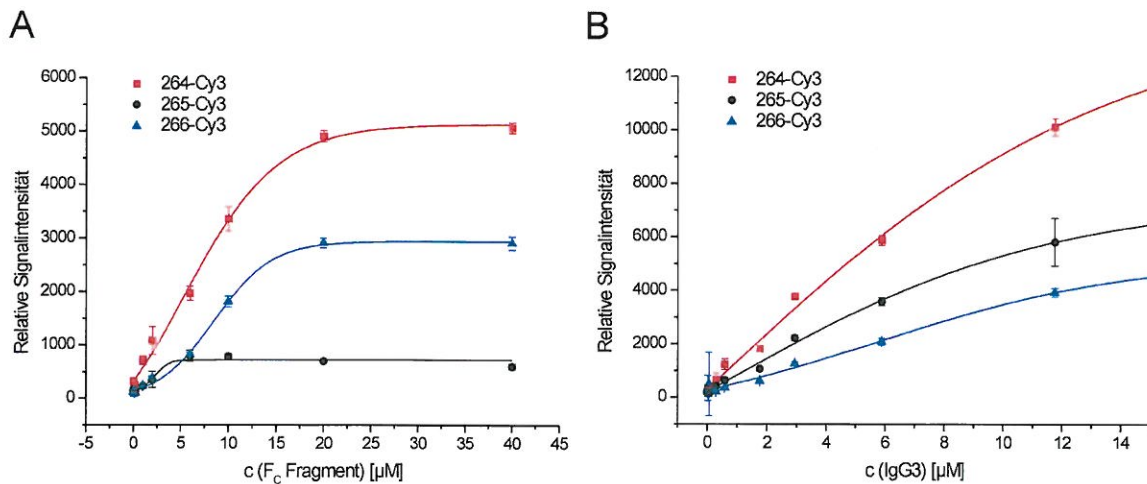 A
6000
5000
4000
3000
2000
1000
0
Relative Signalintensität
264-Cy3
265-Cy3
266-Cy3
-5 0 5 10 15 20 25 30 35 40 45
c (FC Fragment) [µM]
B
12000
10000
8000
6000
4000
2000
0
Relative Signalintensität
264-Cy3
265-Cy3
266-Cy3
0 2 4 6 8 10 12 14
c (IgG3) [µM]